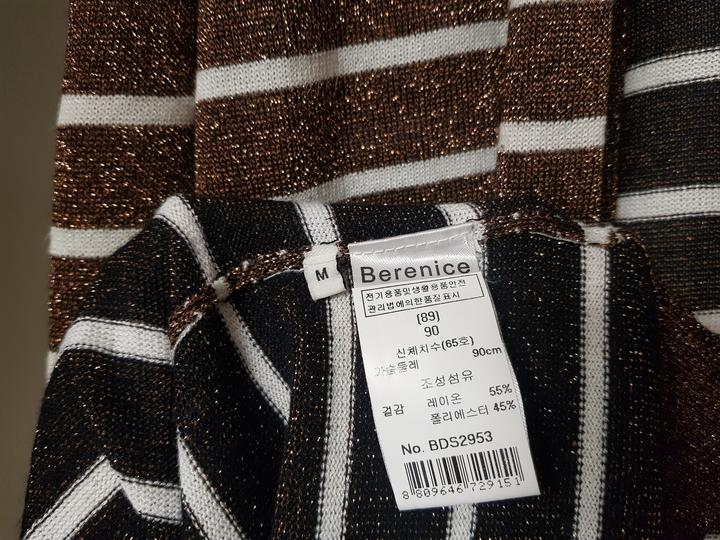 M
Berenice
전기용품및생활용품안전
관리법에의한품질표시
(89)
90
신체치수(65호)
가슴둘레 90cm
조성섬유
겉감 레이온 55%
폴리에스터 45%
No. BDS2953
8 809646 729151